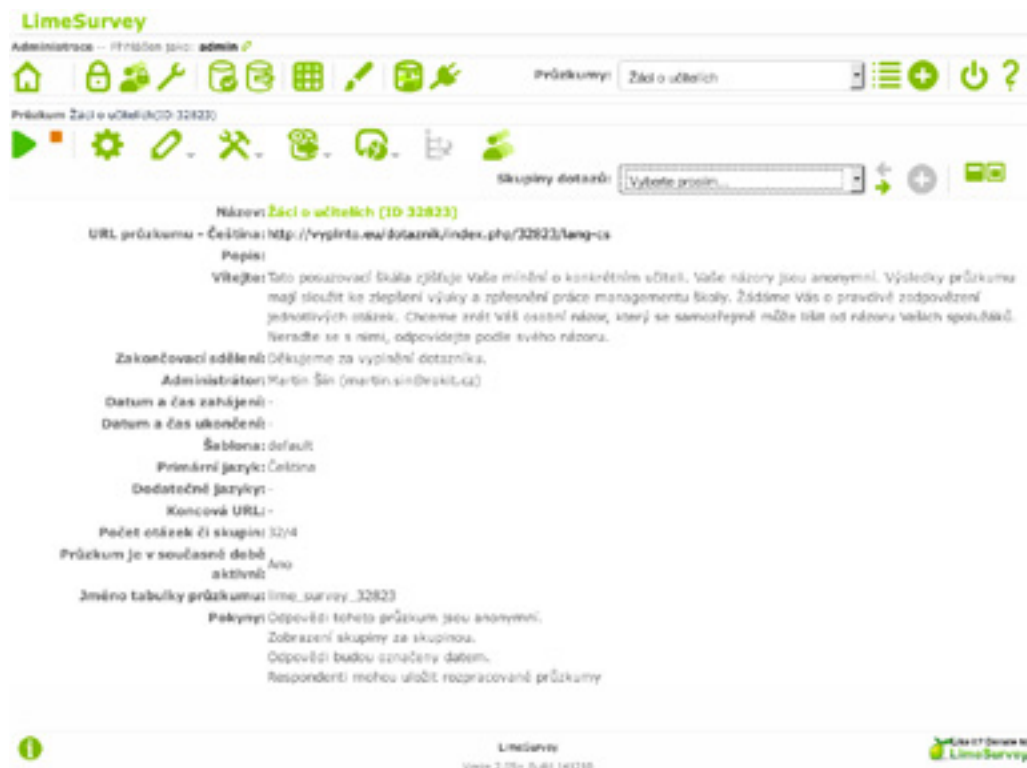 LimeSurvey
Administrace -- Přihlášen jako: admin
Průzkumy: Žáci o učitelích
Průzkum Žáci o učitelích(ID 32823)
Skupiny dotazů: Vyberte prosím...
Název: Žáci o učitelích (ID 32823)
URL průzkumu - Čeština: http://vyplnto.eu/dotaznik/index.php/32823/lang-cs
Popis:
Vítejte: Tato posuzovací škála zjišťuje Vaše mínění o konkrétním učiteli. Vaše názory jsou anonymní. Výsledky průzkumu
mají sloužit ke zlepšení výuky a zpřesnění práce managementu školy. Žádáme Vás o pravdivé zodpovězení
jednotlivých otázek. Chceme znát Váš osobní názor, který se samozřejmě může lišit od názoru Vašich spolužáků.
Neraďte se s nimi, odpovídejte podle svého názoru.
Zakončovací sdělení: Děkujeme za vyplnění dotazníku.
Administrátor: Martin Šín (martin.sin@rokit.cz)
Datum a čas zahájení: -
Datum a čas ukončení: -
Šablona: default
Primární jazyk: Čeština
Dodatečné jazyky: -
Koncová URL: -
Počet otázek či skupin: 32/4
Průzkum je v současné době
aktivní: Ano
Jméno tabulky průzkumu: lime_survey_32823
Pokyny: Odpovědi tohoto průzkum jsou anonymní.
Zobrazení skupiny za skupinou.
Odpovědi budou označeny datem.
Respondenti mohou uložit rozpracované průzkumy
LimeSurvey
LimeSurvey